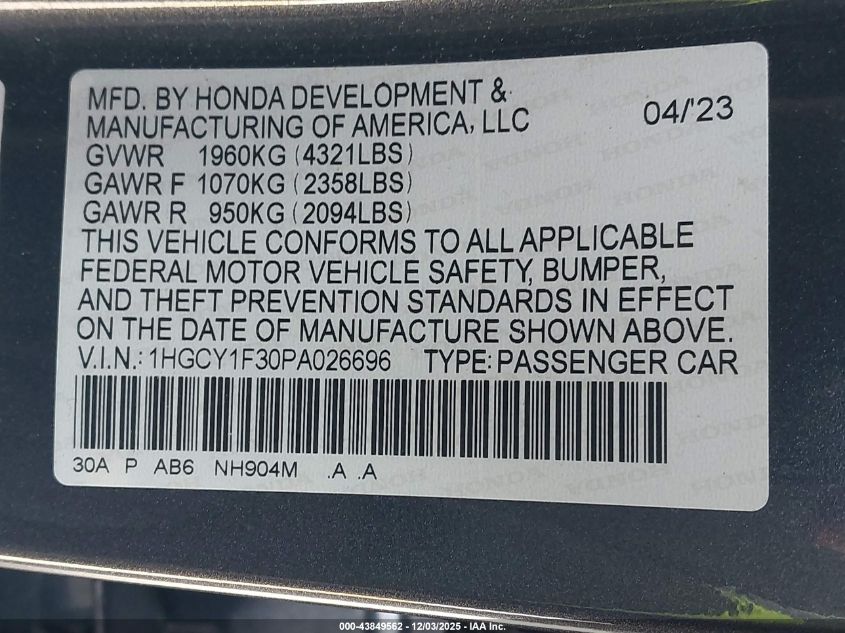 MFD. BY HONDA DEVELOPMENT &
MANUFACTURING OF AMERICA, LLC 04/'23
GVWR 1960KG (4321LBS)
GAWR F 1070KG (2358LBS)
GAWR R 950KG (2094LBS)
THIS VEHICLE CONFORMS TO ALL APPLICABLE
FEDERAL MOTOR VEHICLE SAFETY, BUMPER,
AND THEFT PREVENTION STANDARDS IN EFFECT
ON THE DATE OF MANUFACTURE SHOWN ABOVE.
V.I.N.: 1HGCY1F30PA026696 TYPE: PASSENGER CAR
30A P AB6 NH904M .A .A
000-43849562 - 12/03/2025 - IAA Inc.